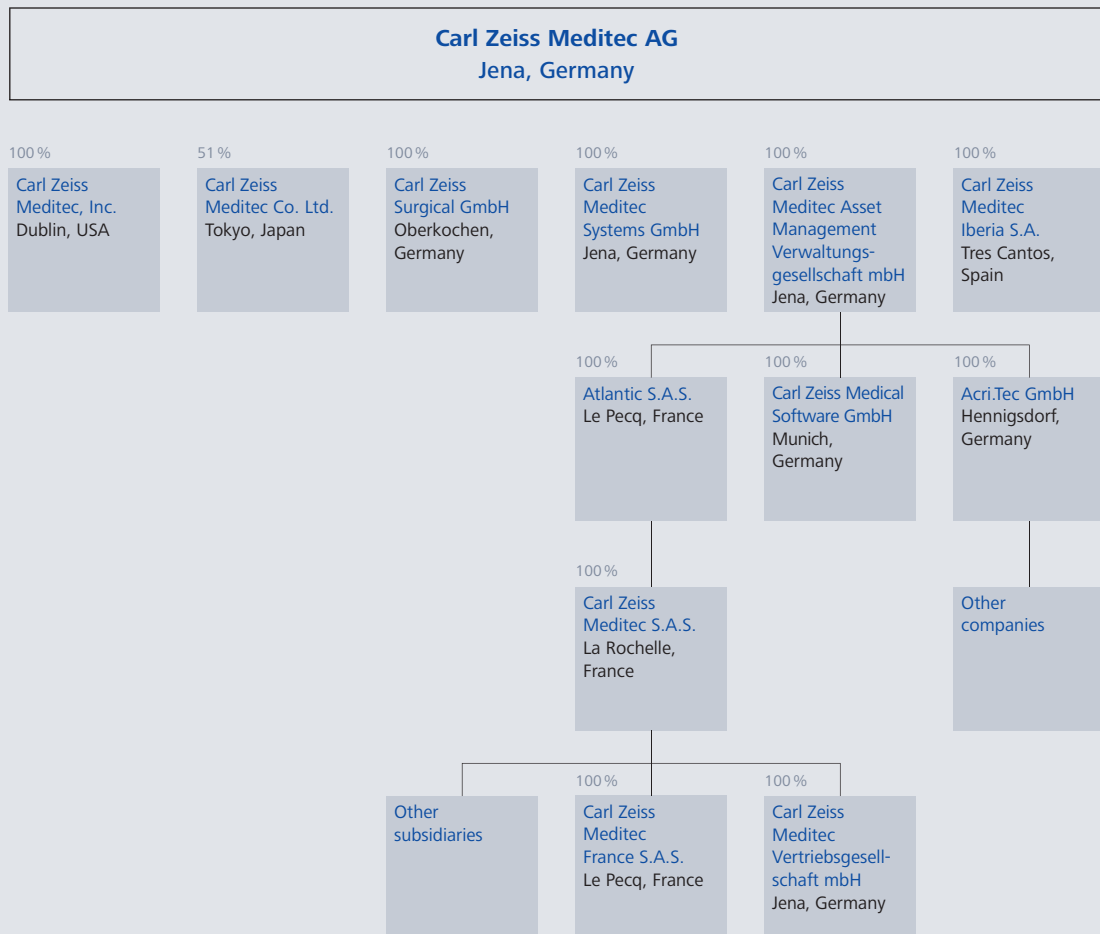 Carl Zeiss Meditec AG
Jena, Germany
100 %
Carl Zeiss
Meditec, Inc.
Dublin, USA
51 %
Carl Zeiss
Meditec Co. Ltd.
Tokyo, Japan
100 %
Carl Zeiss
Surgical GmbH
Oberkochen,
Germany
100 %
Carl Zeiss
Meditec
Systems GmbH
Jena, Germany
100 %
Carl Zeiss
Meditec Asset
Management
Verwaltungs-
gesellschaft mbH
Jena, Germany
100 %
Carl Zeiss
Meditec
Iberia S.A.
Tres Cantos,
Spain
100 %
Atlantic S.A.S.
Le Pecq, France
100 %
Carl Zeiss Medical
Software GmbH
Munich,
Germany
100 %
Acri.Tec GmbH
Hennigsdorf,
Germany
100 %
Carl Zeiss
Meditec S.A.S.
La Rochelle,
France
Other
companies
Other
subsidiaries
100 %
Carl Zeiss
Meditec
France S.A.S.
Le Pecq, France
100 %
Carl Zeiss
Meditec
Vertriebsgesell-
schaft mbH
Jena, Germany